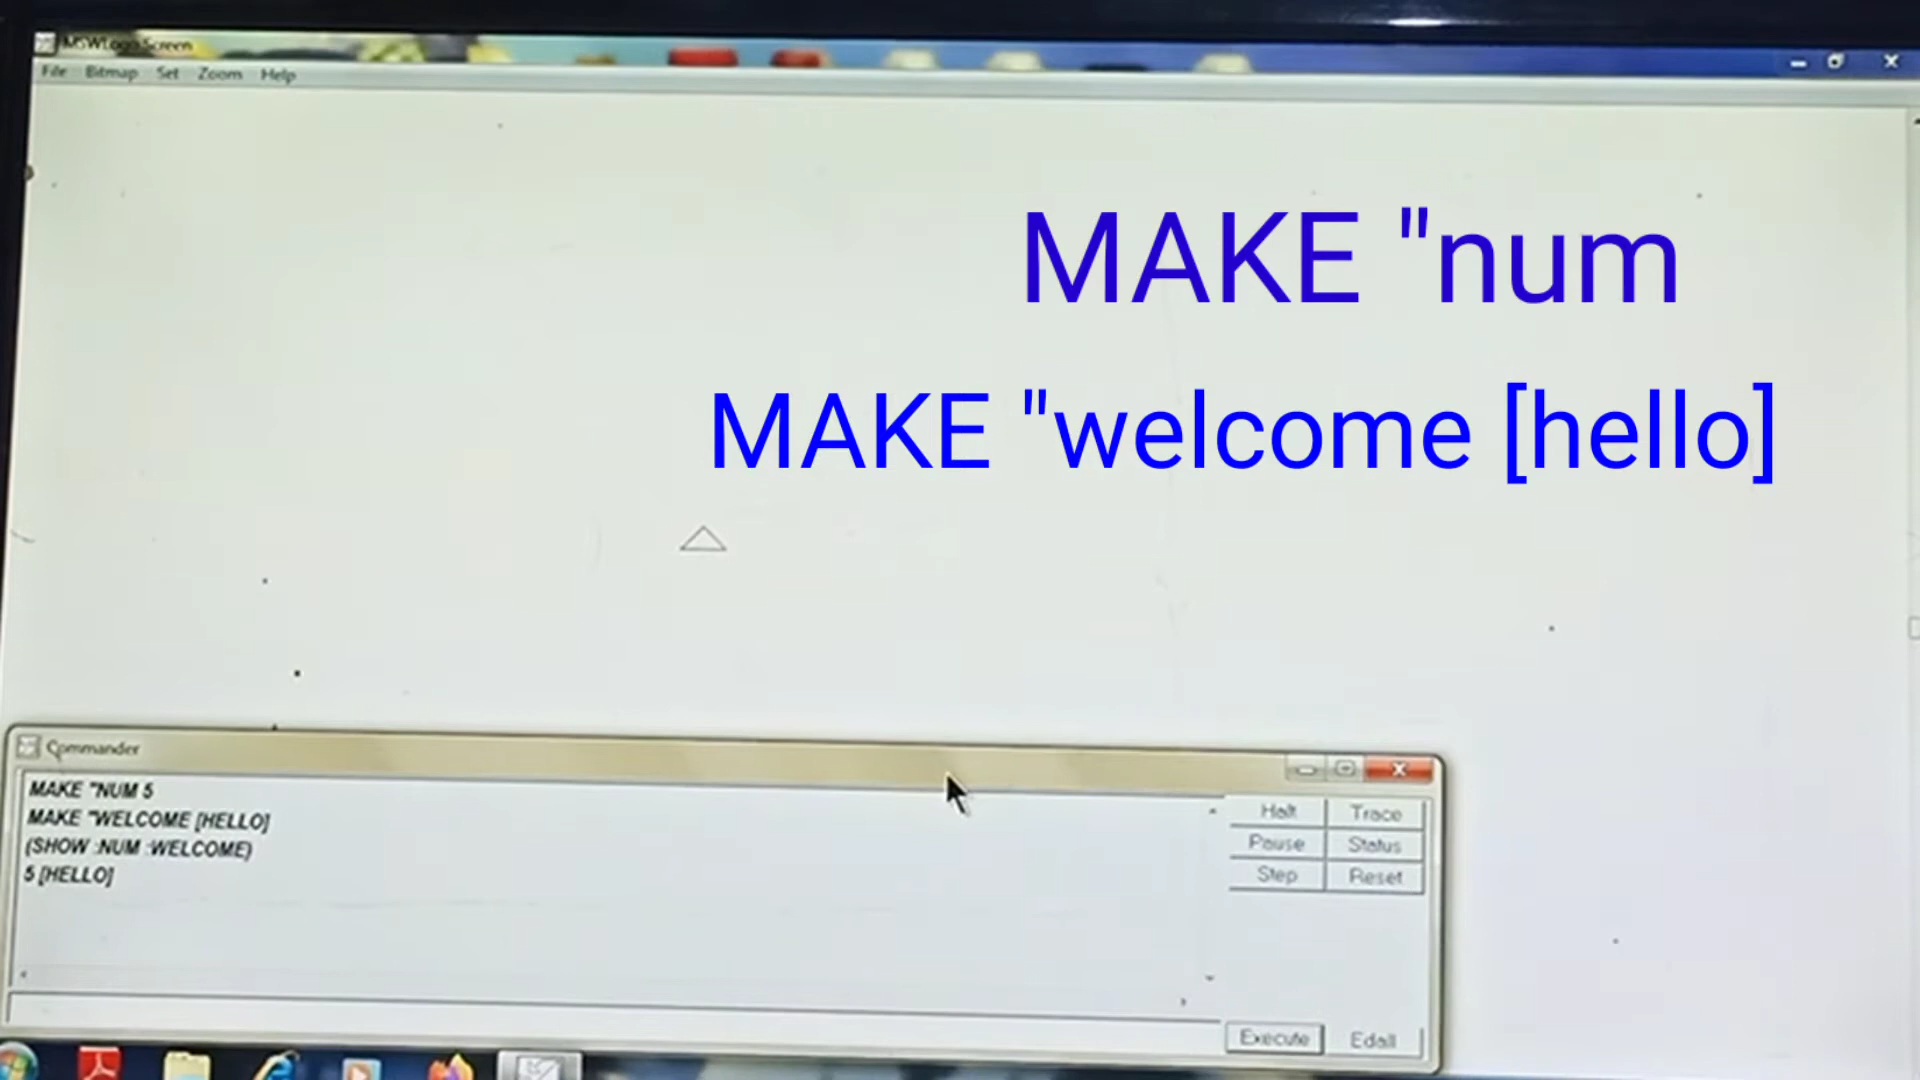 MSWLogo Screen
File Bitmap Set Zoom Help
MAKE "num
MAKE "welcome [hello]
Commander
MAKE "NUM 5
MAKE "WELCOME [HELLO]
(SHOW :NUM :WELCOME)
5 [HELLO]
Halt Trace
Pause Status
Step Reset
Execute Edall